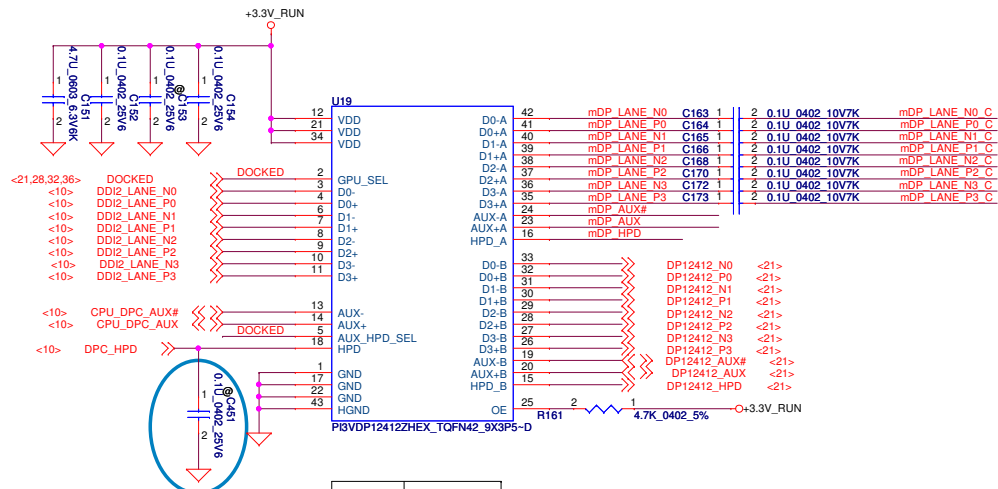 +3.3V_RUN
4.7U_0603_6.3V6K
C151
1
2
0.1U_0402_25V6
C152
1
2
0.1U_0402_25V6
@C153
1
2
0.1U_0402_25V6
C154
1
2
U19
12 VDD
21 VDD
34 VDD
<21,28,32,36> DOCKED DOCKED 2 GPU_SEL
<10> DDI2_LANE_N0 3 D0-
<10> DDI2_LANE_P0 4 D0+
<10> DDI2_LANE_N1 6 D1-
<10> DDI2_LANE_P1 7 D1+
<10> DDI2_LANE_N2 8 D2-
<10> DDI2_LANE_P2 9 D2+
<10> DDI2_LANE_N3 10 D3-
<10> DDI2_LANE_P3 11 D3+
<10> CPU_DPC_AUX# 13 AUX-
<10> CPU_DPC_AUX 14 AUX+
DOCKED 5 AUX_HPD_SEL
<10> DPC_HPD 18 HPD
1 GND
17 GND
22 GND
43 HGND
0.1U_0402_25V6
@C451
1
2
D0-A 42 mDP_LANE_N0 C163 1 2 0.1U_0402_10V7K mDP_LANE_N0_C
D0+A 41 mDP_LANE_P0 C164 1 2 0.1U_0402_10V7K mDP_LANE_P0_C
D1-A 40 mDP_LANE_N1 C165 1 2 0.1U_0402_10V7K mDP_LANE_N1_C
D1+A 39 mDP_LANE_P1 C166 1 2 0.1U_0402_10V7K mDP_LANE_P1_C
D2-A 38 mDP_LANE_N2 C168 1 2 0.1U_0402_10V7K mDP_LANE_N2_C
D2+A 37 mDP_LANE_P2 C170 1 2 0.1U_0402_10V7K mDP_LANE_P2_C
D3-A 36 mDP_LANE_N3 C172 1 2 0.1U_0402_10V7K mDP_LANE_N3_C
D3+A 35 mDP_LANE_P3 C173 1 2 0.1U_0402_10V7K mDP_LANE_P3_C
AUX-A 24 mDP_AUX#
AUX+A 23 mDP_AUX
HPD_A 16 mDP_HPD
D0-B 33 DP12412_N0 <21>
D0+B 32 DP12412_P0 <21>
D1-B 31 DP12412_N1 <21>
D1+B 30 DP12412_P1 <21>
D2-B 29 DP12412_N2 <21>
D2+B 28 DP12412_P2 <21>
D3-B 27 DP12412_N3 <21>
D3+B 26 DP12412_P3 <21>
AUX-B 19 DP12412_AUX# <21>
AUX+B 20 DP12412_AUX <21>
HPD_B 15 DP12412_HPD <21>
OE 25 R161 2 1 4.7K_0402_5% +3.3V_RUN
PI3VDP12412ZHEX_TQFN42_9X3P5~D